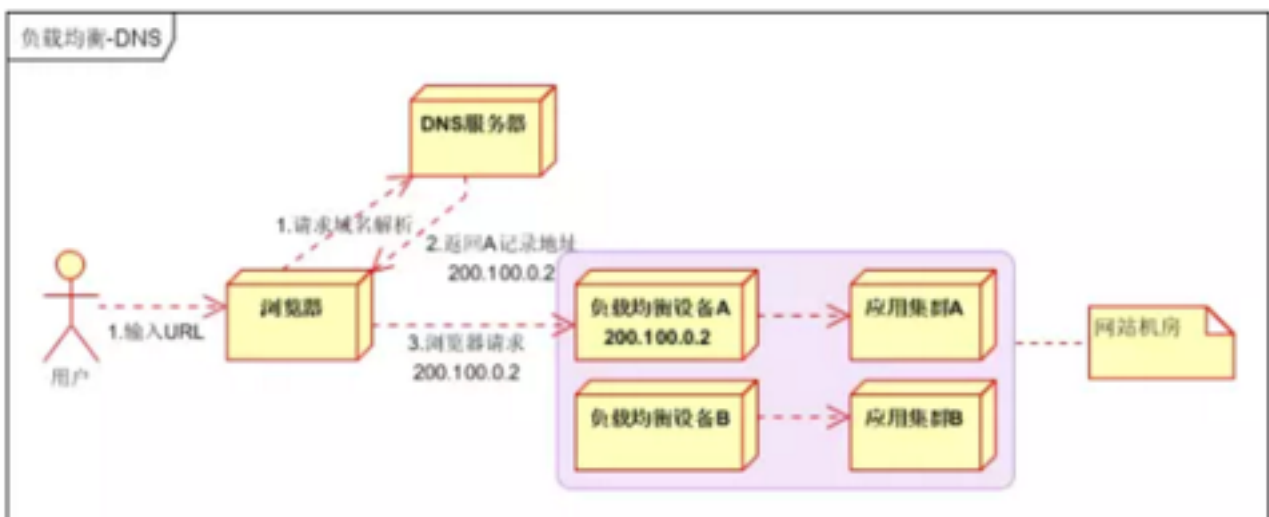 负载均衡-DNS
DNS服务器
1.请求域名解析
2.返回A记录地址
200.100.0.2
用户
1.输入URL
浏览器
3.浏览器请求
200.100.0.2
负载均衡设备A
200.100.0.2
应用集群A
负载均衡设备B
应用集群B
网站机房